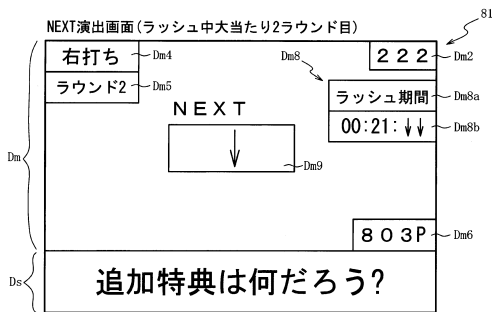 NEXT演出画面(ラッシュ中大当たり2ラウンド目)
81
右打ち
Dm4
222
Dm2
Dm8
ラウンド2
Dm5
ラッシュ期間
Dm8a
NEXT
00:21:↓↓
Dm8b
↓
Dm9
Dm
803P
Dm6
Ds
追加特典は何だろう?